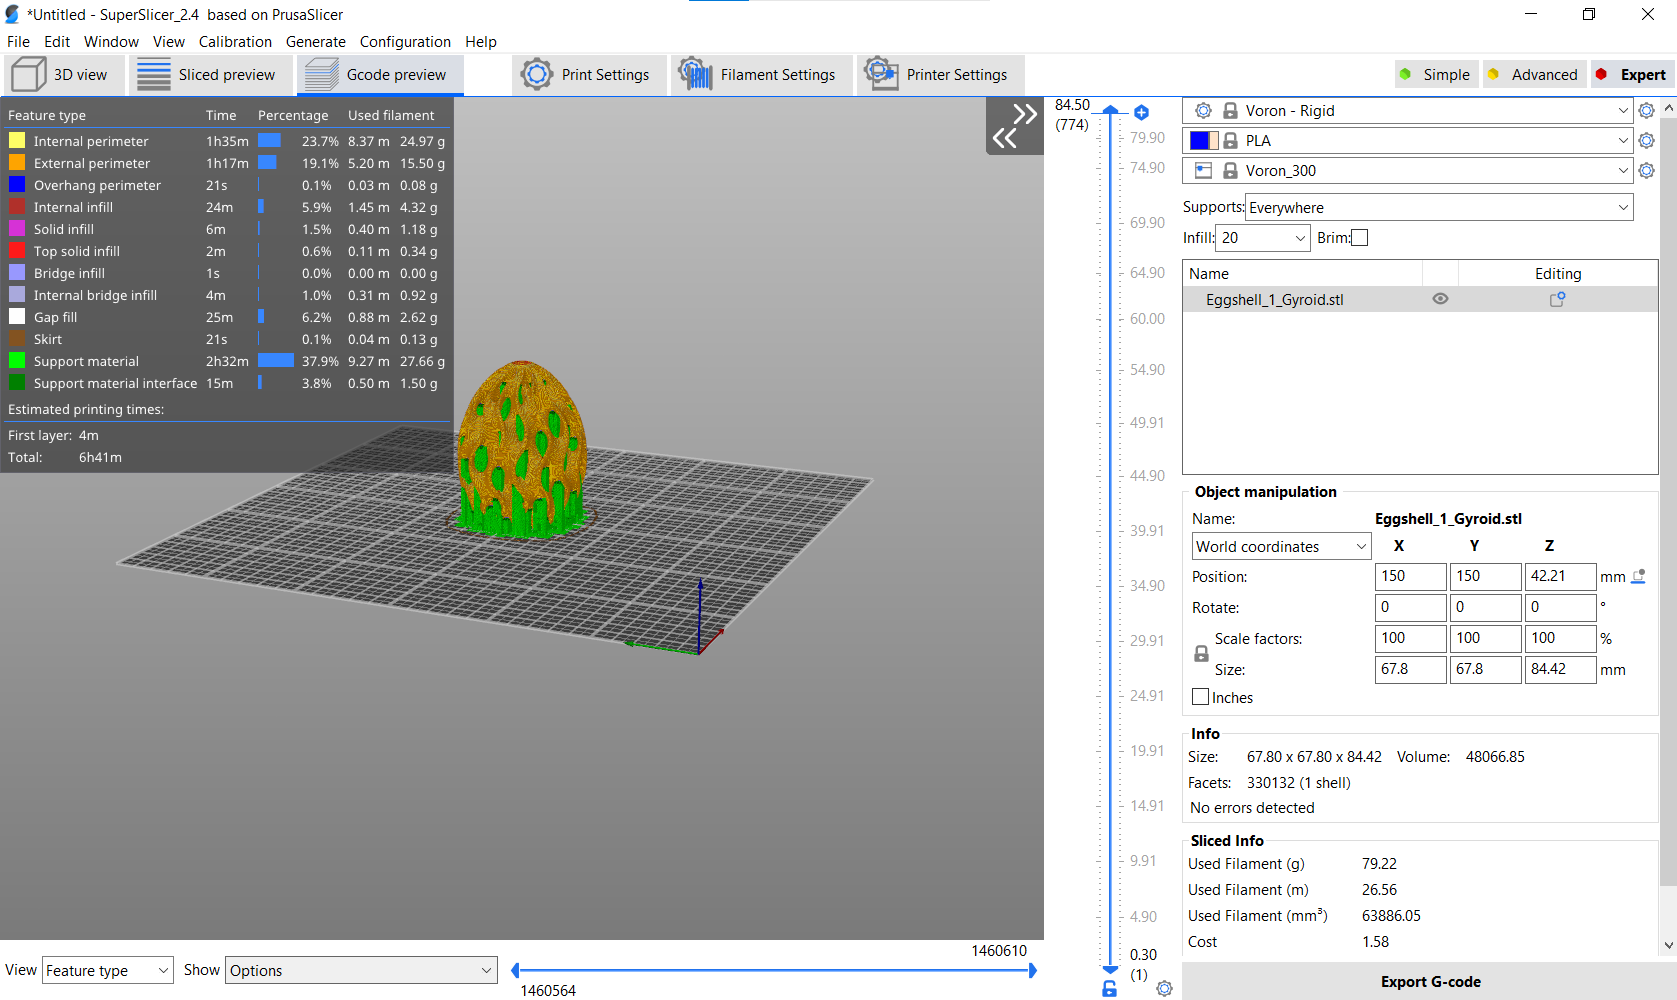 *Untitled - SuperSlicer_2.4 based on PrusaSlicer
File Edit Window View Calibration Generate Configuration Help
3D view Sliced preview Gcode preview Print Settings Filament Settings Printer Settings Simple Advanced Expert
Feature type Time Percentage Used filament
Internal perimeter 1h35m 23.7% 8.37 m 24.97 g
External perimeter 1h17m 19.1% 5.20 m 15.50 g
Overhang perimeter 21s 0.1% 0.03 m 0.08 g
Internal infill 24m 5.9% 1.45 m 4.32 g
Solid infill 6m 1.5% 0.40 m 1.18 g
Top solid infill 2m 0.6% 0.11 m 0.34 g
Bridge infill 1s 0.0% 0.00 m 0.00 g
Internal bridge infill 4m 1.0% 0.31 m 0.92 g
Gap fill 25m 6.2% 0.88 m 2.62 g
Skirt 21s 0.1% 0.04 m 0.13 g
Support material 2h32m 37.9% 9.27 m 27.66 g
Support material interface 15m 3.8% 0.50 m 1.50 g
Estimated printing times:
First layer: 4m
Total: 6h41m
84.50
(774)
79.90
74.90
69.90
64.90
60.00
54.90
49.91
44.90
39.91
34.90
29.91
24.91
19.91
14.91
9.91
4.90
0.30
(1)
Voron - Rigid
PLA
Voron_300
Supports: Everywhere
Infill: 20 Brim:
Name Editing
Eggshell_1_Gyroid.stl
Object manipulation
Name: Eggshell_1_Gyroid.stl
World coordinates X Y Z
Position: 150 150 42.21 mm
Rotate: 0 0 0 °
Scale factors: 100 100 100 %
Size: 67.8 67.8 84.42 mm
Inches
Info
Size: 67.80 x 67.80 x 84.42 Volume: 48066.85
Facets: 330132 (1 shell)
No errors detected
Sliced Info
Used Filament (g) 79.22
Used Filament (m) 26.56
Used Filament (mm³) 63886.05
Cost 1.58
Export G-code
View Feature type Show Options
1460610
1460564